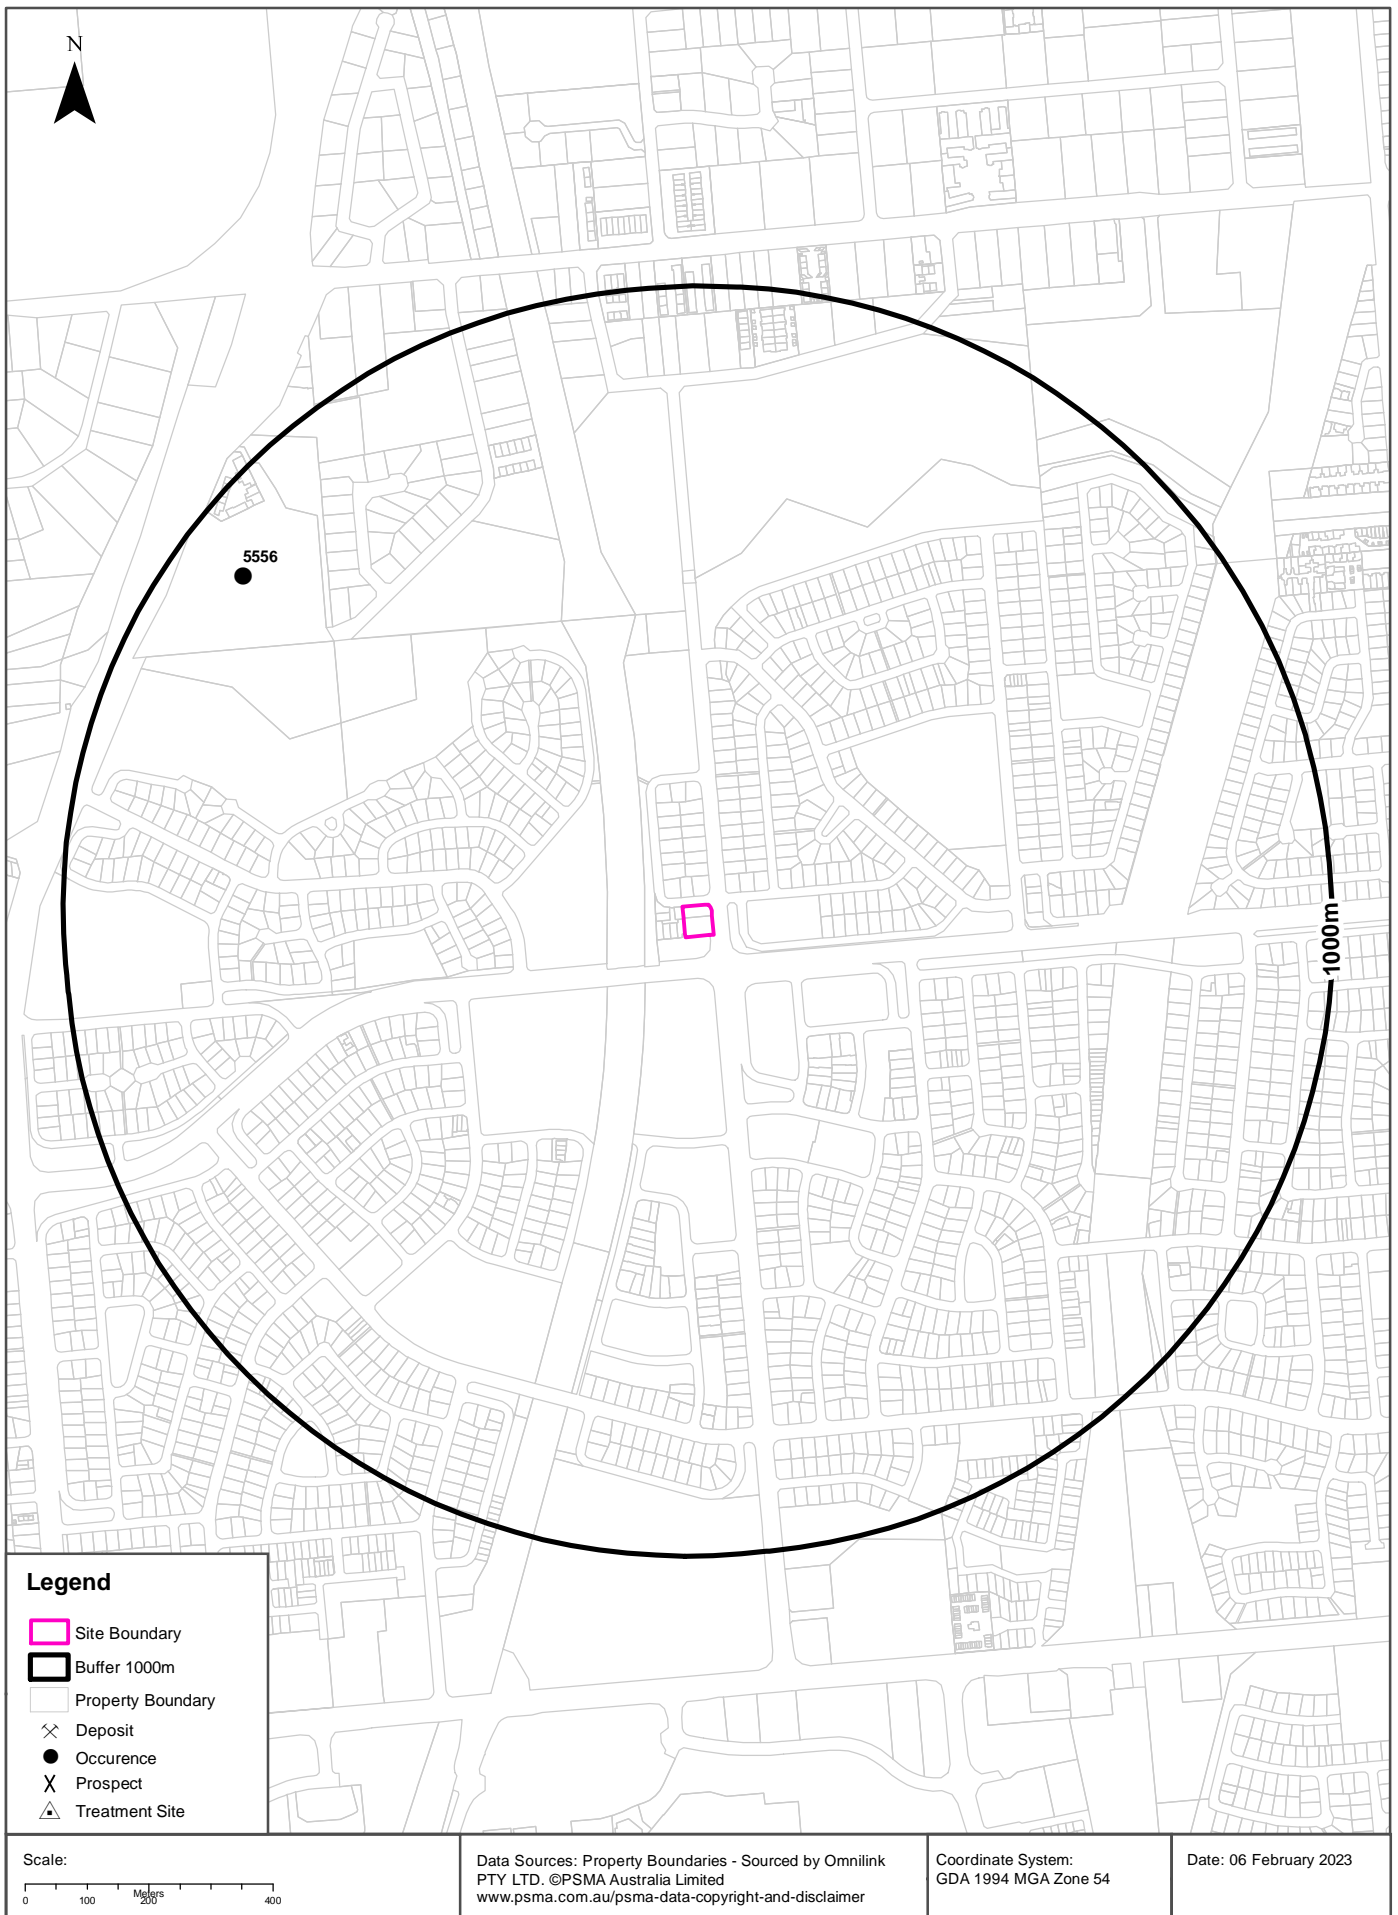 N
5556
1000m
Legend
Site Boundary
Buffer 1000m
Property Boundary
Deposit
Occurence
Prospect
Treatment Site
Scale:
Meters
0 100 200 400
Data Sources: Property Boundaries - Sourced by Omnilink
PTY LTD. ©PSMA Australia Limited
www.psma.com.au/psma-data-copyright-and-disclaimer
Coordinate System:
GDA 1994 MGA Zone 54
Date: 06 February 2023